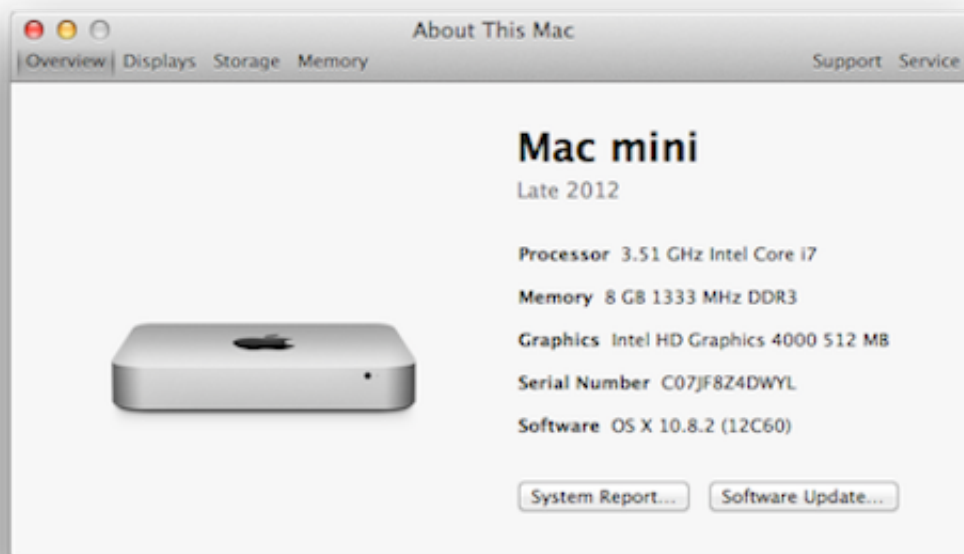 About This Mac
Overview Displays Storage Memory Support Service
Mac mini
Late 2012
Processor 3.51 GHz Intel Core i7
Memory 8 GB 1333 MHz DDR3
Graphics Intel HD Graphics 4000 512 MB
Serial Number C07JF8Z4DWYL
Software OS X 10.8.2 (12C60)
System Report... Software Update...